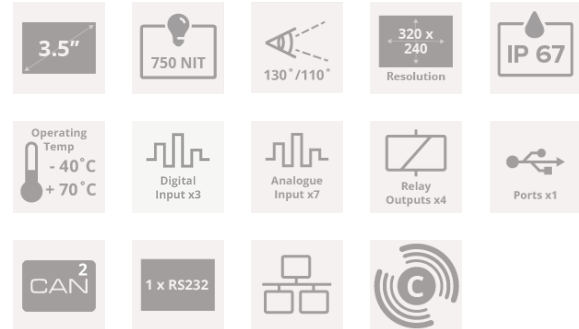 3.5"
750 NIT
130°/110°
320 x
240
Resolution
IP 67
Operating
Temp
- 40°C
+ 70°C
Digital
Input x3
Analogue
Input x7
Relay
Outputs x4
Ports x1
CAN 2
1 x RS232
C